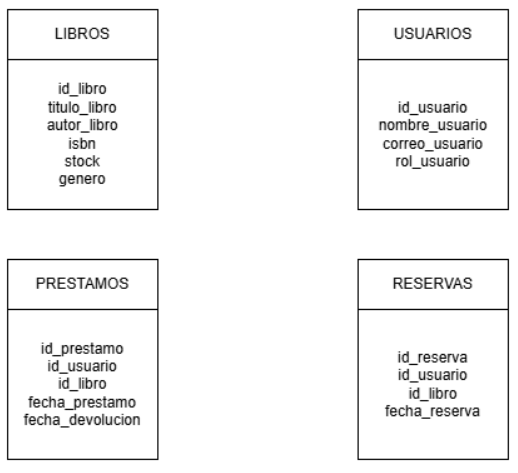 LIBROS
id_libro
titulo_libro
autor_libro
isbn
stock
genero
USUARIOS
id_usuario
nombre_usuario
correo_usuario
rol_usuario
PRESTAMOS
id_prestamo
id_usuario
id_libro
fecha_prestamo
fecha_devolucion
RESERVAS
id_reserva
id_usuario
id_libro
fecha_reserva